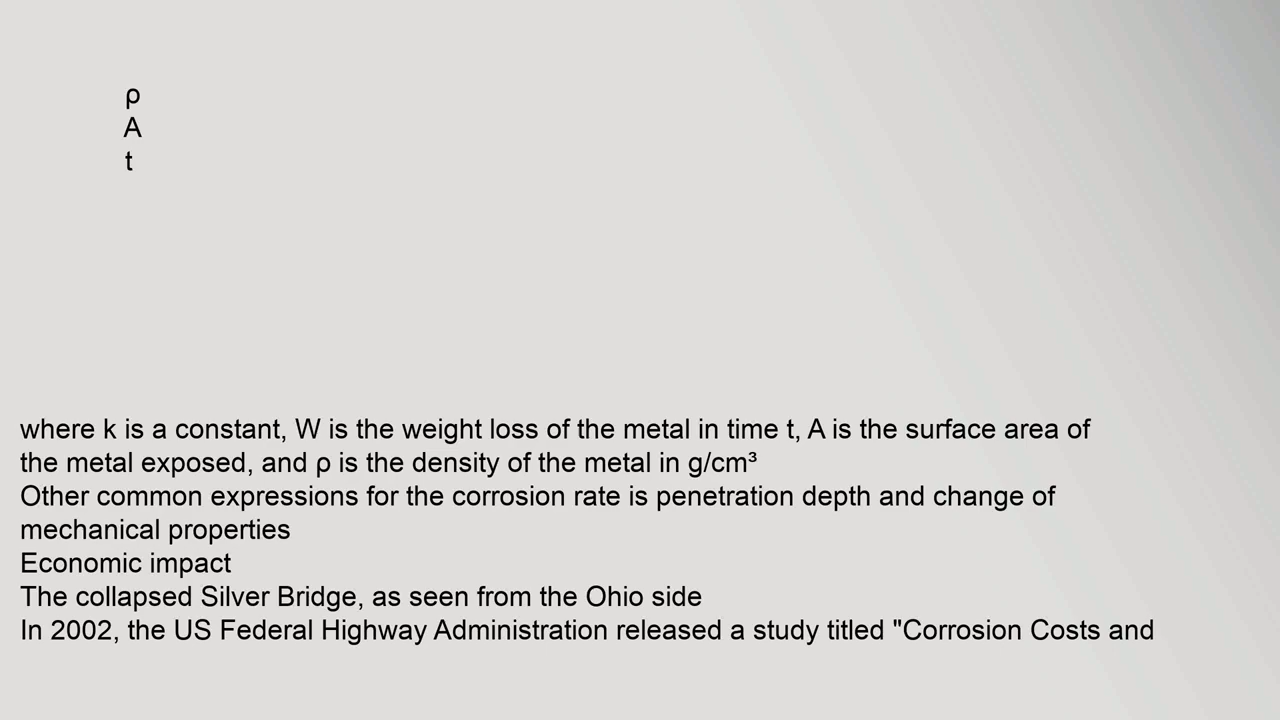 ρ
A
t
where k is a constant, W is the weight loss of the metal in time t, A is the surface area of
the metal exposed, and ρ is the density of the metal in g/cm³
Other common expressions for the corrosion rate is penetration depth and change of
mechanical properties
Economic impact
The collapsed Silver Bridge, as seen from the Ohio side
In 2002, the US Federal Highway Administration released a study titled "Corrosion Costs and